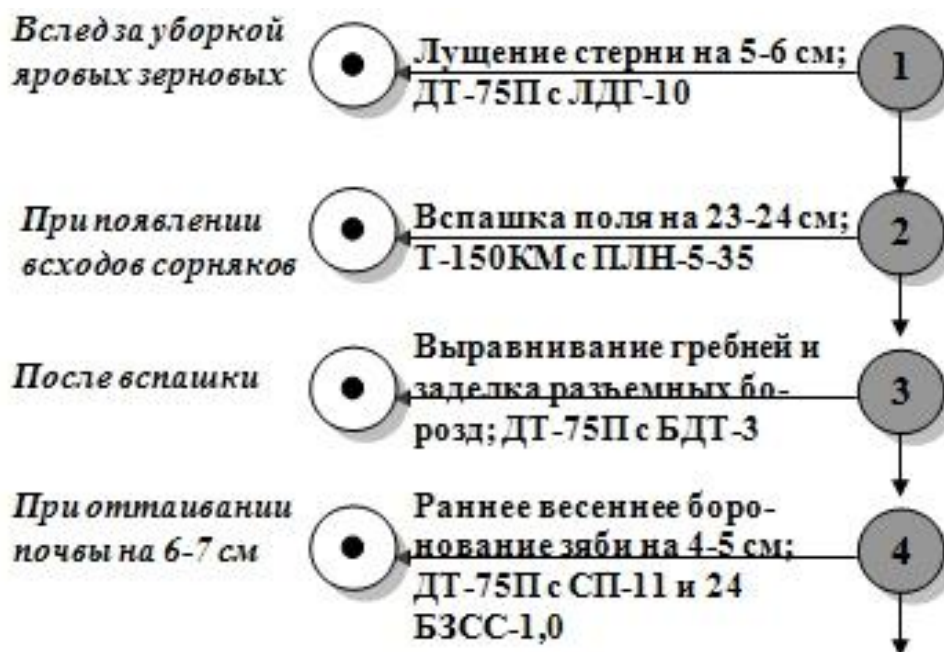 Вслед за уборкой
яровых зерновых
Лущение стерни на 5-6 см;
ДТ-75П с ЛДГ-10
1
При появлении
всходов сорняков
Вспашка поля на 23-24 см;
Т-150КМ с ПЛН-5-35
2
После вспашки
Выравнивание гребней и
заделка разъемных бо-
розд; ДТ-75П с БДТ-3
3
При оттаивании
почвы на 6-7 см
Раннее весеннее боро-
нование зяби на 4-5 см;
ДТ-75П с СП-11 и 24
БЗСС-1,0
4